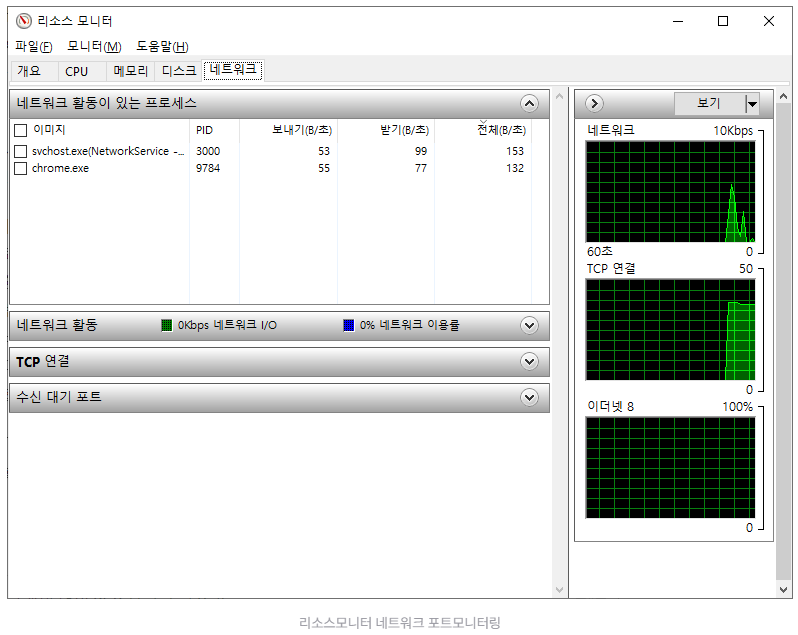 리소스 모니터
파일(F) 모니터(M) 도움말(H)
개요 CPU 메모리 디스크 네트워크
네트워크 활동이 있는 프로세스
이미지 PID 보내기(B/초) 받기(B/초) 전체(B/초)
svchost.exe(NetworkService -... 3000 53 99 153
chrome.exe 9784 55 77 132
네트워크 활동 0Kbps 네트워크 I/O 0% 네트워크 이용률
TCP 연결
수신 대기 포트
보기
네트워크 10Kbps
60초 0
TCP 연결 50
0
이더넷 8 100%
0
리소스모니터 네트워크 포트모니터링